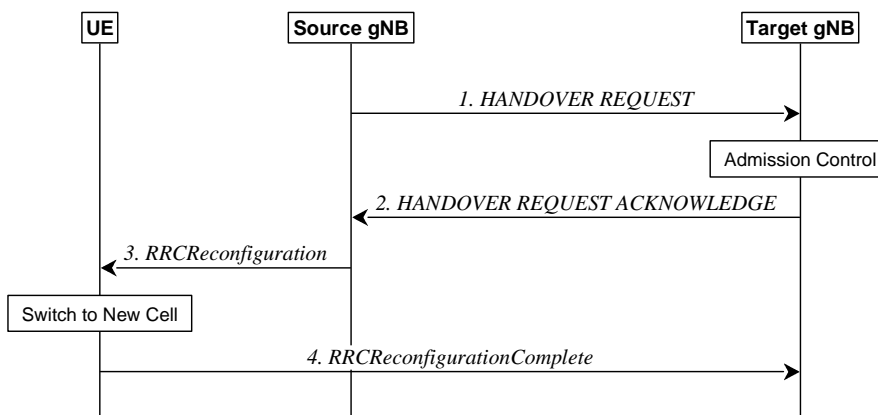 UE
Source gNB
Target gNB
1. HANDOVER REQUEST
Admission Control
2. HANDOVER REQUEST ACKNOWLEDGE
3. RRCReconfiguration
Switch to New Cell
4. RRCReconfigurationComplete